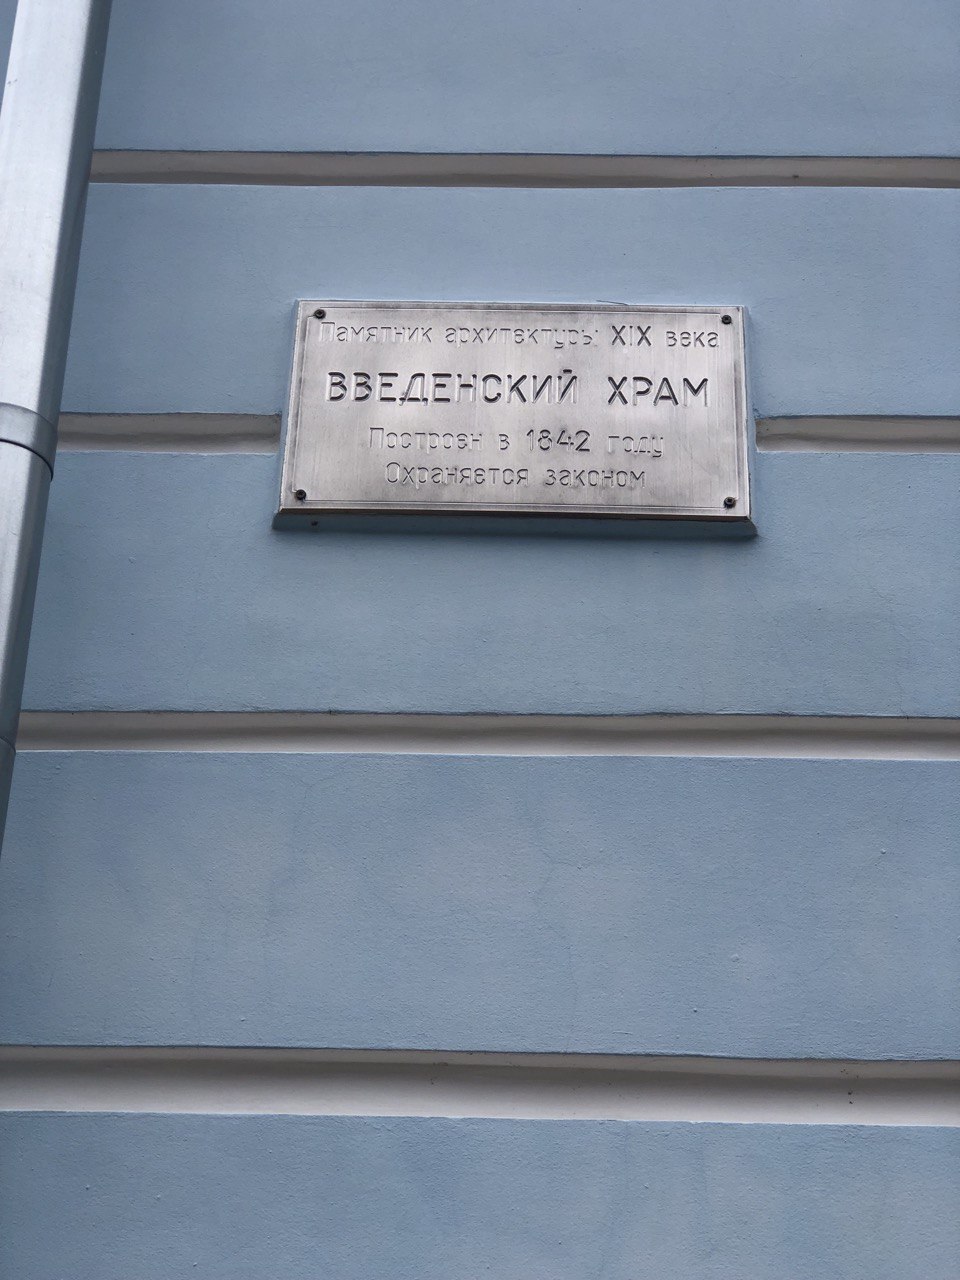 Памятник архитектуры XIX века
ВВЕДЕНСКИЙ ХРАМ
Построен в 1842 году
Охраняется законом